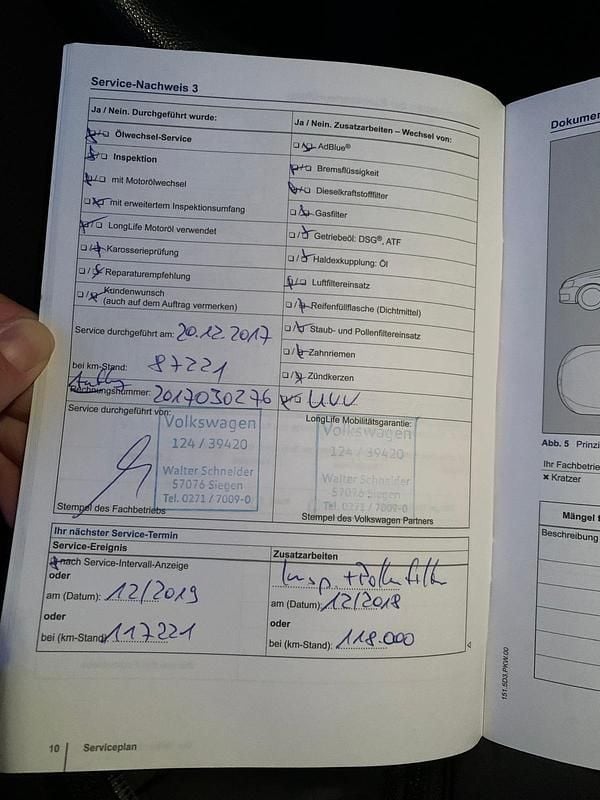 Service-Nachweis 3
Ja / Nein. Durchgeführt wurde:
☒/☐ Ölwechsel-Service
☒/☐ Inspektion
☒/☐ mit Motorölwechsel
☐/☒ mit erweitertem Inspektionsumfang
☒/☐ LongLife Motoröl verwendet
☐/☒ Karosserieprüfung
☐/☒ Reparaturempfehlung
☐/☒ Kundenwunsch
(auch auf dem Auftrag vermerken)
Service durchgeführt am: 20.12.2017
bei km-Stand: 87221
Rechnungsnummer: 2017030276
Service durchgeführt von:
Volkswagen
124 / 39420
Walter Schneider
57076 Siegen
Tel. 0271 / 7009-0
Stempel des Fachbetriebs
Ja / Nein. Zusatzarbeiten – Wechsel von:
☐/☒ AdBlue®
☒/☐ Bremsflüssigkeit
☒/☐ Dieselkraftstofffilter
☐/☒ Gasfilter
☐/☒ Getriebeöl: DSG®, ATF
☐/☒ Haldexkupplung: Öl
☒/☐ Luftfiltereinsatz
☐/☒ Reifenfüllflasche (Dichtmittel)
☐/☒ Staub- und Pollenfiltereinsatz
☐/☒ Zahnriemen
☐/☒ Zündkerzen
U.V.V.
LongLife Mobilitätsgarantie:
Volkswagen
124 / 39420
Walter Schneider
57076 Siegen
Tel. 0271 / 7009-0
Stempel des Volkswagen Partners
Ihr nächster Service-Termin
Service-Ereignis
nach Service-Intervall-Anzeige
oder
am (Datum): 12/2019
oder
bei (km-Stand) 117221
Zusatzarbeiten
Insp. + Pollenfilter
am (Datum): 12/2018
oder
bei (km-Stand): 118.000
10 Serviceplan
151.5D3.PKW.00
Dokumen
Abb. 5 Prinzi
Ihr Fachbetrie
× Kratzer
Mängel f
Beschreibung